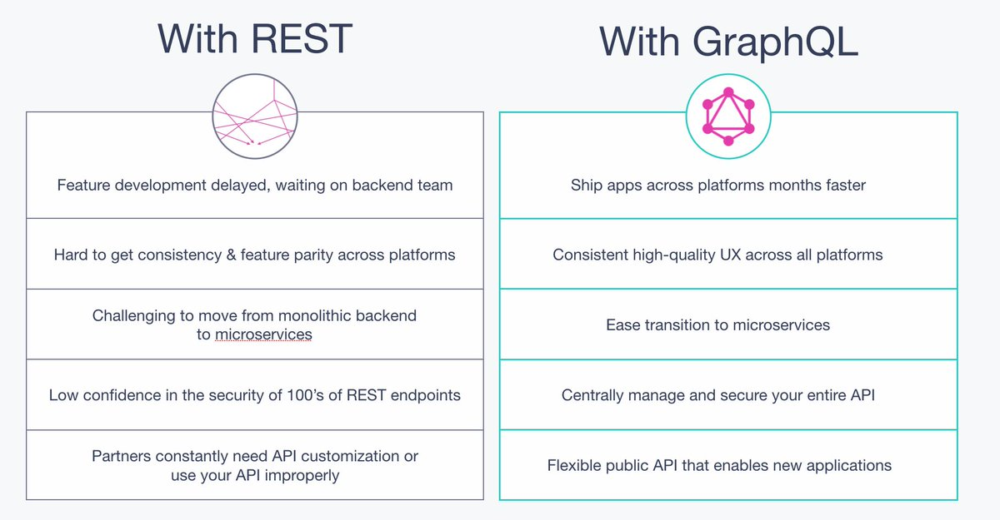 With REST
Feature development delayed, waiting on backend team
Hard to get consistency & feature parity across platforms
Challenging to move from monolithic backend
to microservices
Low confidence in the security of 100’s of REST endpoints
Partners constantly need API customization or
use your API improperly
With GraphQL
Ship apps across platforms months faster
Consistent high-quality UX across all platforms
Ease transition to microservices
Centrally manage and secure your entire API
Flexible public API that enables new applications